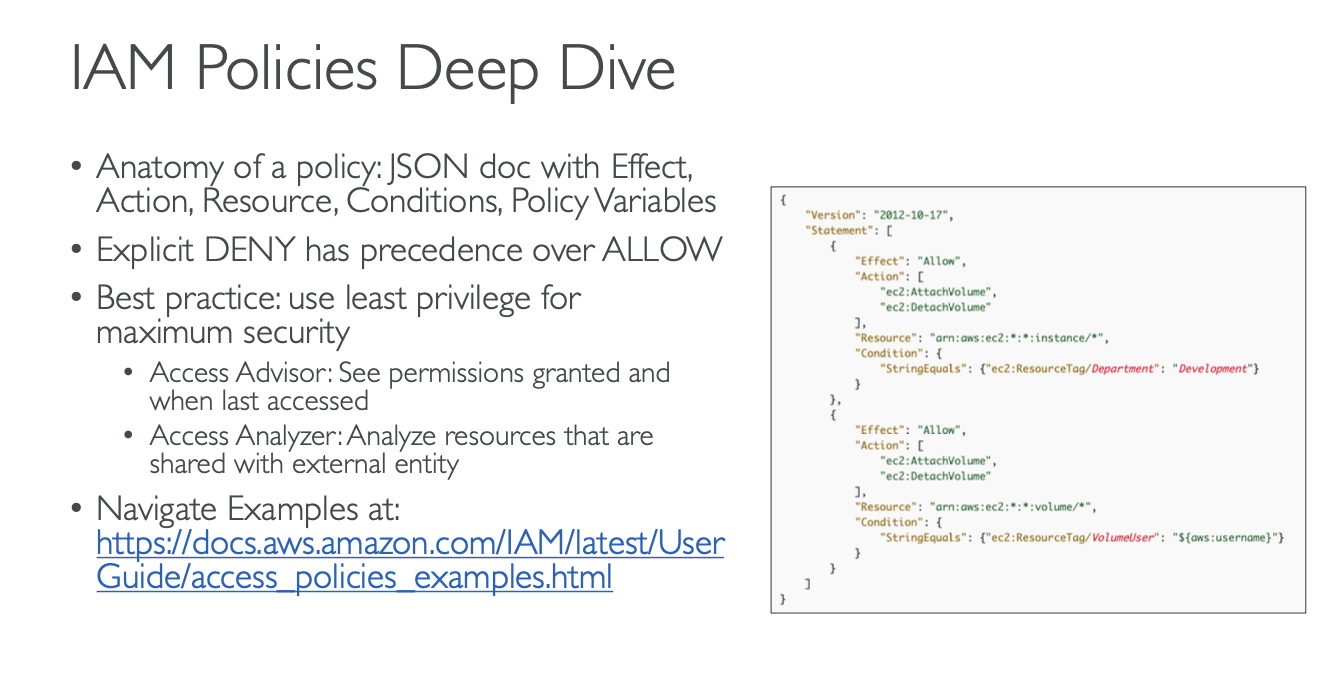 IAM Policies Deep Dive
• Anatomy of a policy: JSON doc with Effect,
Action, Resource, Conditions, Policy Variables
• Explicit DENY has precedence over ALLOW
• Best practice: use least privilege for
maximum security
• Access Advisor: See permissions granted and
when last accessed
• Access Analyzer: Analyze resources that are
shared with external entity
• Navigate Examples at:
https://docs.aws.amazon.com/IAM/latest/User
Guide/access_policies_examples.html
{
    "Version": "2012-10-17",
    "Statement": [
        {
            "Effect": "Allow",
            "Action": [
                "ec2:AttachVolume",
                "ec2:DetachVolume"
            ],
            "Resource": "arn:aws:ec2:*:*:instance/*",
            "Condition": {
                "StringEquals": {"ec2:ResourceTag/Department": "Development"}
            }
        },
        {
            "Effect": "Allow",
            "Action": [
                "ec2:AttachVolume",
                "ec2:DetachVolume"
            ],
            "Resource": "arn:aws:ec2:*:*:volume/*",
            "Condition": {
                "StringEquals": {"ec2:ResourceTag/VolumeUser": "${aws:username}"}
            }
        }
    ]
}